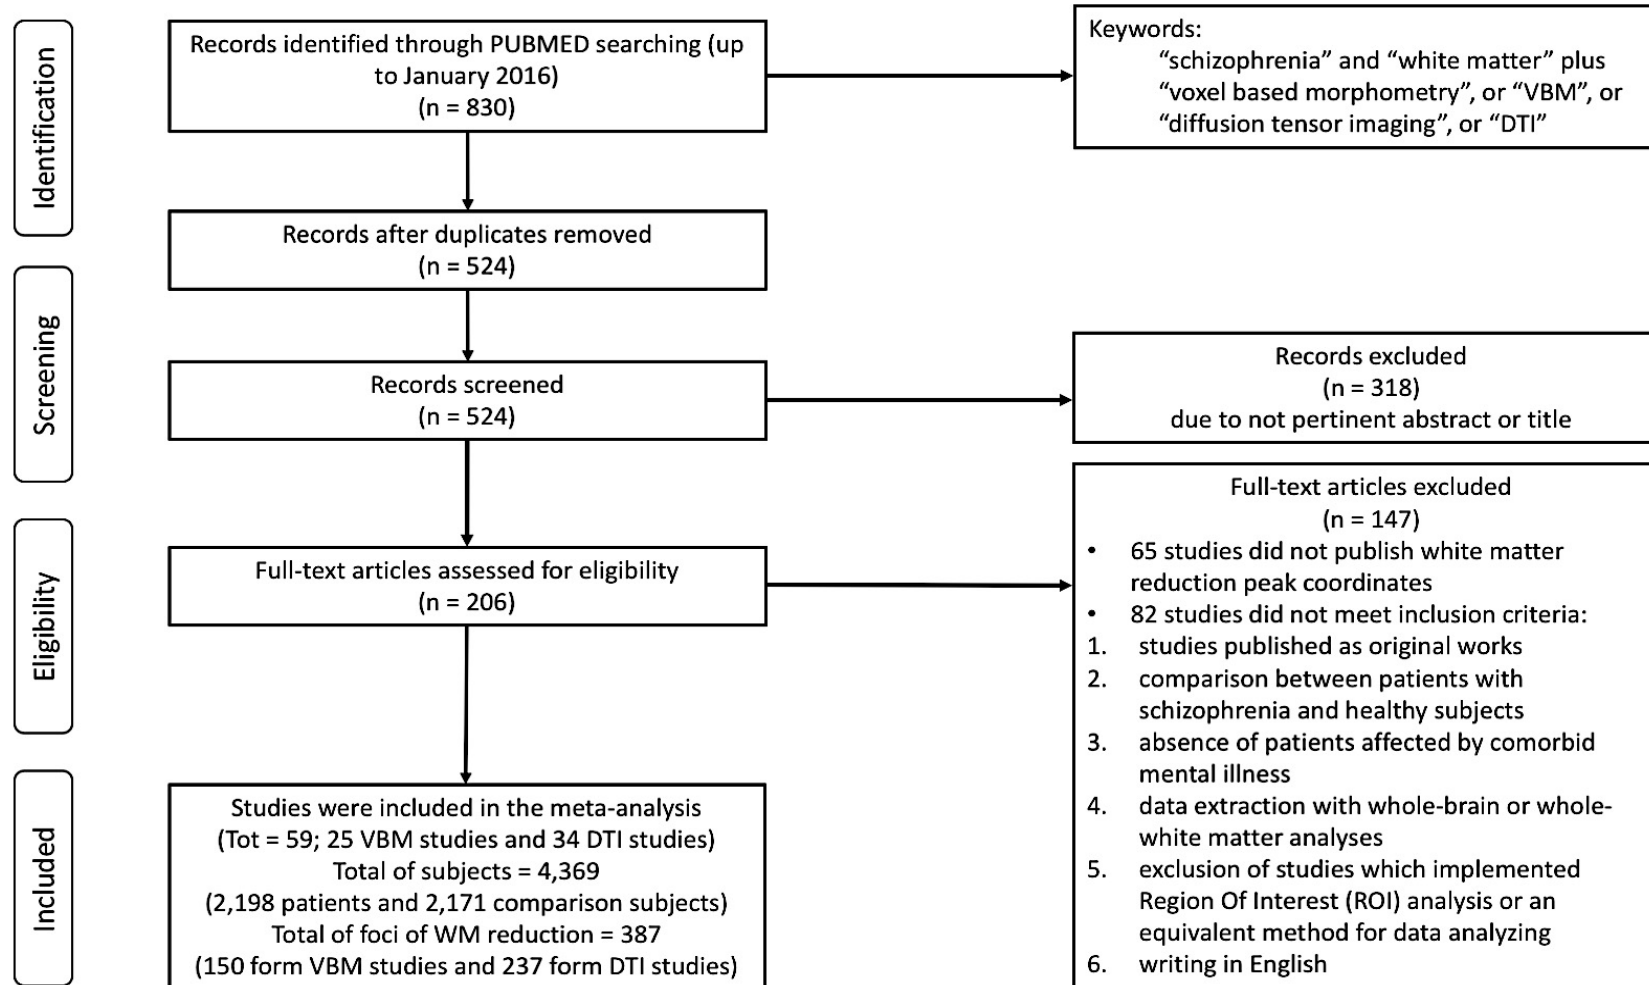 Identification
Records identified through PUBMED searching (up
to January 2016)
(n = 830)
Keywords:
“schizophrenia” and “white matter” plus
“voxel based morphometry”, or “VBM”, or
“diffusion tensor imaging”, or “DTI”
Records after duplicates removed
(n = 524)
Screening
Records screened
(n = 524)
Records excluded
(n = 318)
due to not pertinent abstract or title
Eligibility
Full-text articles assessed for eligibility
(n = 206)
Full-text articles excluded
(n = 147)
• 65 studies did not publish white matter
reduction peak coordinates
• 82 studies did not meet inclusion criteria:
1. studies published as original works
2. comparison between patients with
schizophrenia and healthy subjects
3. absence of patients affected by comorbid
mental illness
4. data extraction with whole-brain or whole-
white matter analyses
5. exclusion of studies which implemented
Region Of Interest (ROI) analysis or an
equivalent method for data analyzing
6. writing in English
Included
Studies were included in the meta-analysis
(Tot = 59; 25 VBM studies and 34 DTI studies)
Total of subjects = 4,369
(2,198 patients and 2,171 comparison subjects)
Total of foci of WM reduction = 387
(150 form VBM studies and 237 form DTI studies)